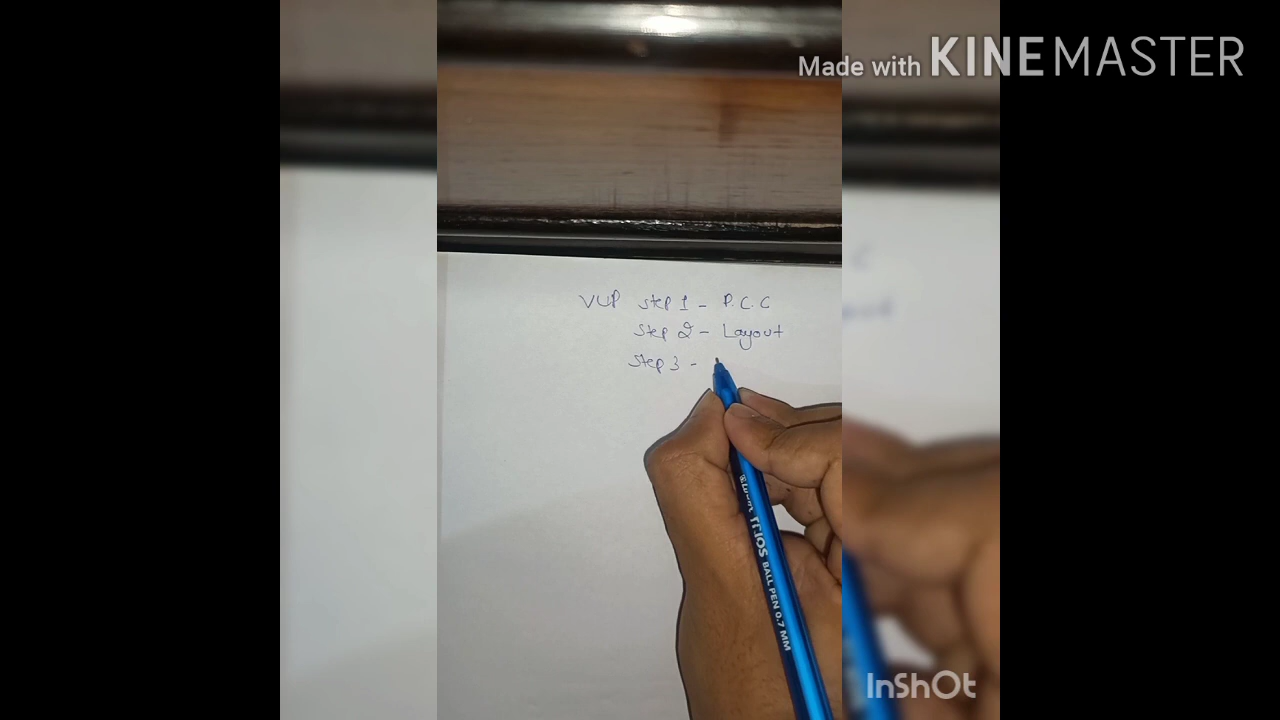 Made with KINEMASTER
VUP Step 1 - P.C.C
Step 2 - Layout
Step 3 -
TRIOS BALL PEN 0.7 MM
InShOt